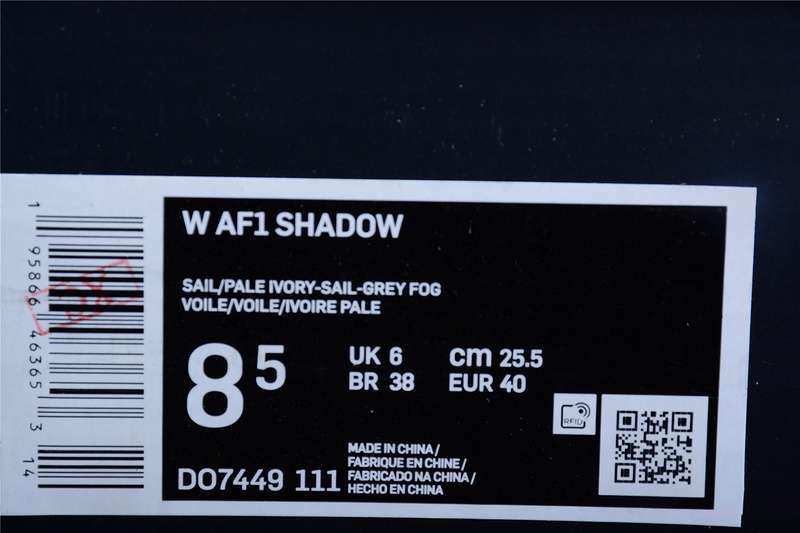 W AF1 SHADOW
SAIL/PALE IVORY-SAIL-GREY FOG
VOILE/VOILE/IVOIRE PALE
8 5
UK 6 cm 25.5
BR 38 EUR 40
RFID
DO7449 111
MADE IN CHINA/
FABRIQUE EN CHINE/
FABRICADO NA CHINA/
HECHO EN CHINA
1 95866 46365 3 14